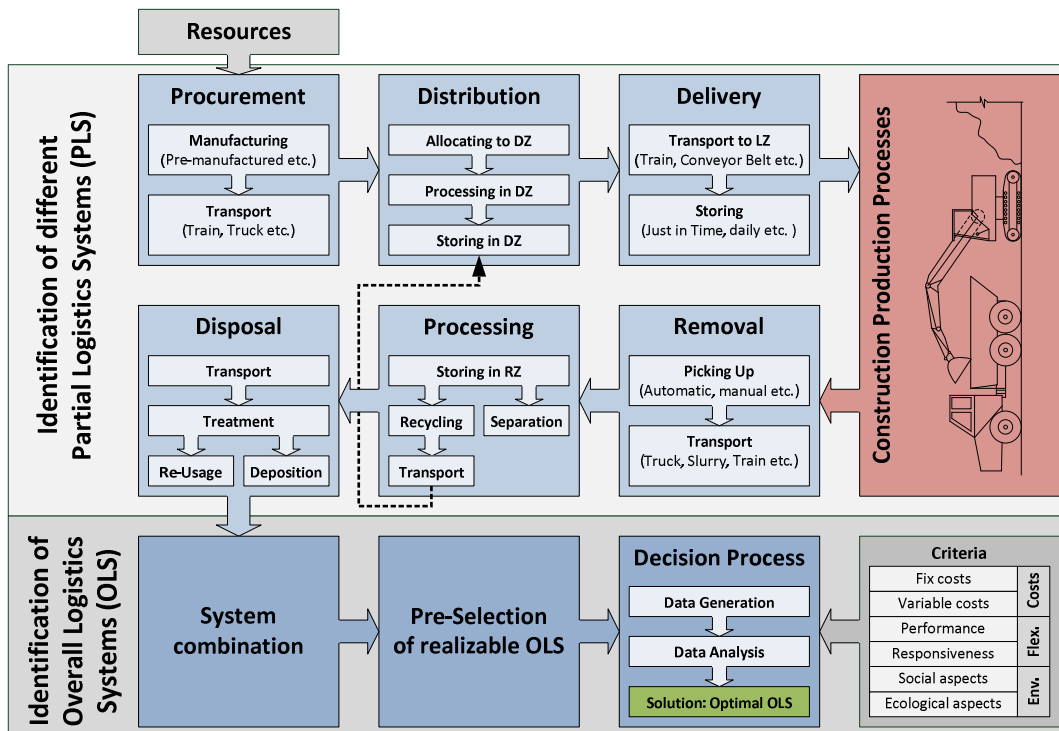 Resources
Identification of different
Partial Logistics Systems (PLS)
Procurement
Manufacturing
(Pre-manufactured etc.)
Transport
(Train, Truck etc.)
Distribution
Allocating to DZ
Processing in DZ
Storing in DZ
Delivery
Transport to LZ
(Train, Conveyor Belt etc.)
Storing
(Just in Time, daily etc. )
Construction Production Processes
Disposal
Transport
Treatment
Re-Usage
Deposition
Processing
Storing in RZ
Recycling
Separation
Transport
Removal
Picking Up
(Automatic, manual etc.)
Transport
(Truck, Slurry, Train etc.)
Identification of
Overall Logistics
Systems (OLS)
System
combination
Pre-Selection
of realizable OLS
Decision Process
Data Generation
Data Analysis
Solution: Optimal OLS
Criteria
Fix costs
Variable costs
Costs
Performance
Responsiveness
Flex.
Social aspects
Ecological aspects
Env.